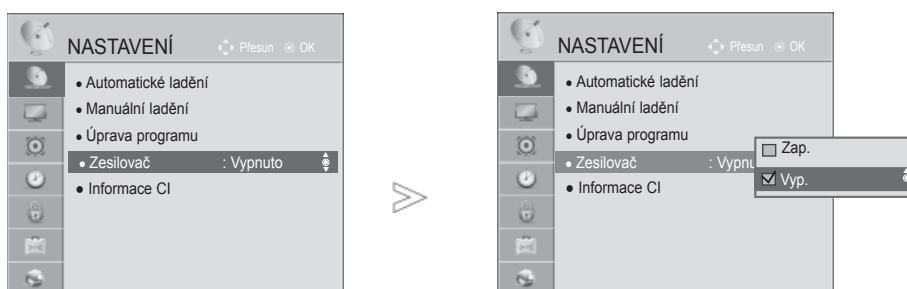 NASTAVENÍ
Přesun
OK
Automatické ladění
Manuální ladění
Úprava programu
Zesilovač : Vypnuto
Informace CI
NASTAVENÍ
Přesun
OK
Automatické ladění
Manuální ladění
Úprava programu
Zesilovač : Vypnu
Informace CI
Zap.
Vyp.